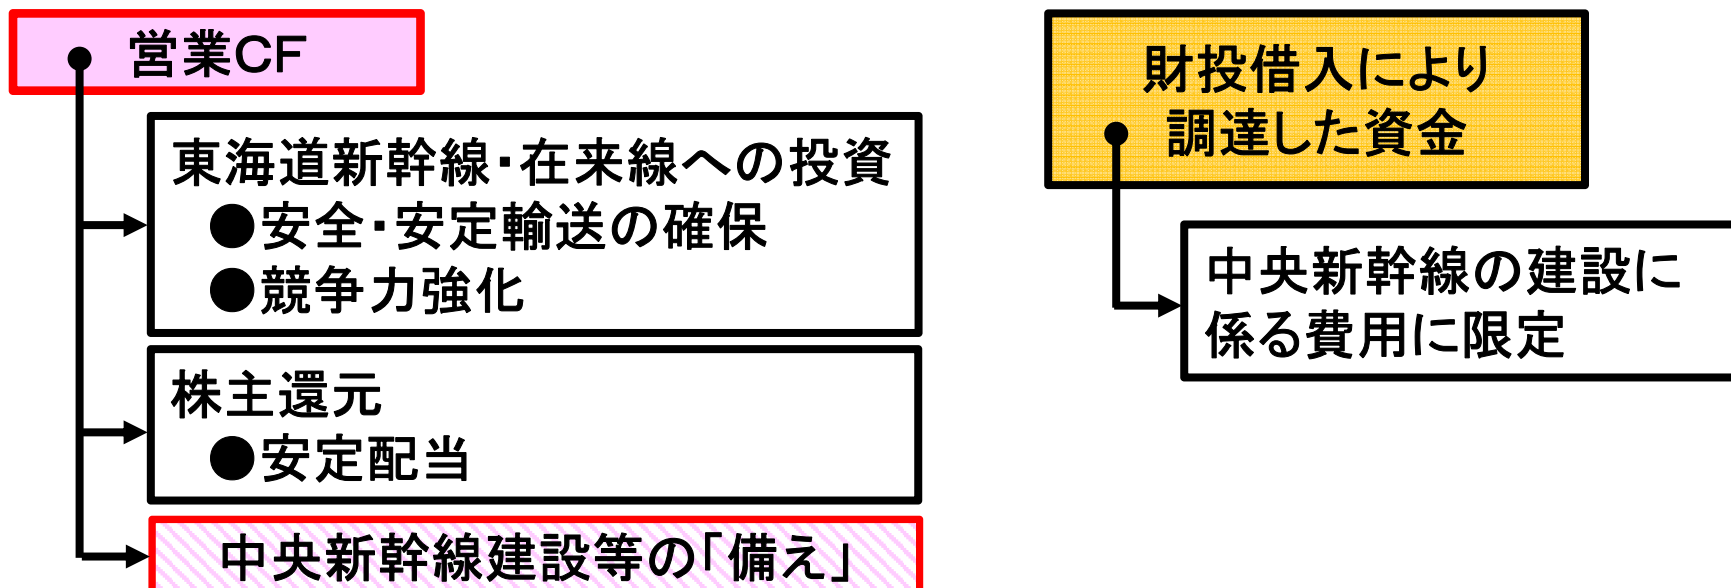 営業CF
東海道新幹線・在来線への投資
●安全・安定輸送の確保
●競争力強化
株主還元
●安定配当
中央新幹線建設等の「備え」
財投借入により
調達した資金
中央新幹線の建設に
係る費用に限定